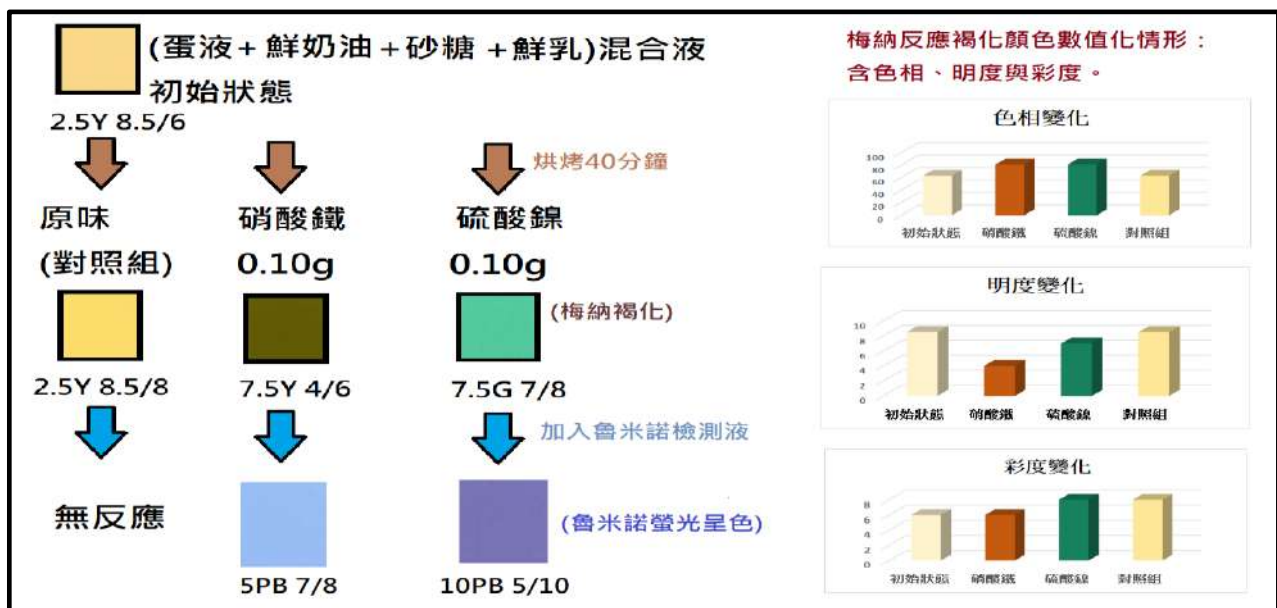 (蛋液+鮮奶油+砂糖+鮮乳)混合液
初始狀態
2.5Y 8.5/6
烘烤40分鐘
原味
(對照組)
硝酸鐵
0.10g
硫酸鎳
0.10g
(梅納褐化)
2.5Y 8.5/8
7.5Y 4/6
7.5G 7/8
加入魯米諾檢測液
無反應
(魯米諾螢光呈色)
5PB 7/8
10PB 5/10
梅納反應褐化顏色數值化情形：
含色相、明度與彩度。
色相變化
100
80
60
40
20
0
初始狀態 硝酸鐵 硫酸鎳 對照組
明度變化
10
8
6
4
2
0
初始狀態 硝酸鐵 硫酸鎳 對照組
彩度變化
8
6
4
2
0
初始狀態 硝酸鐵 硫酸鎳 對照組